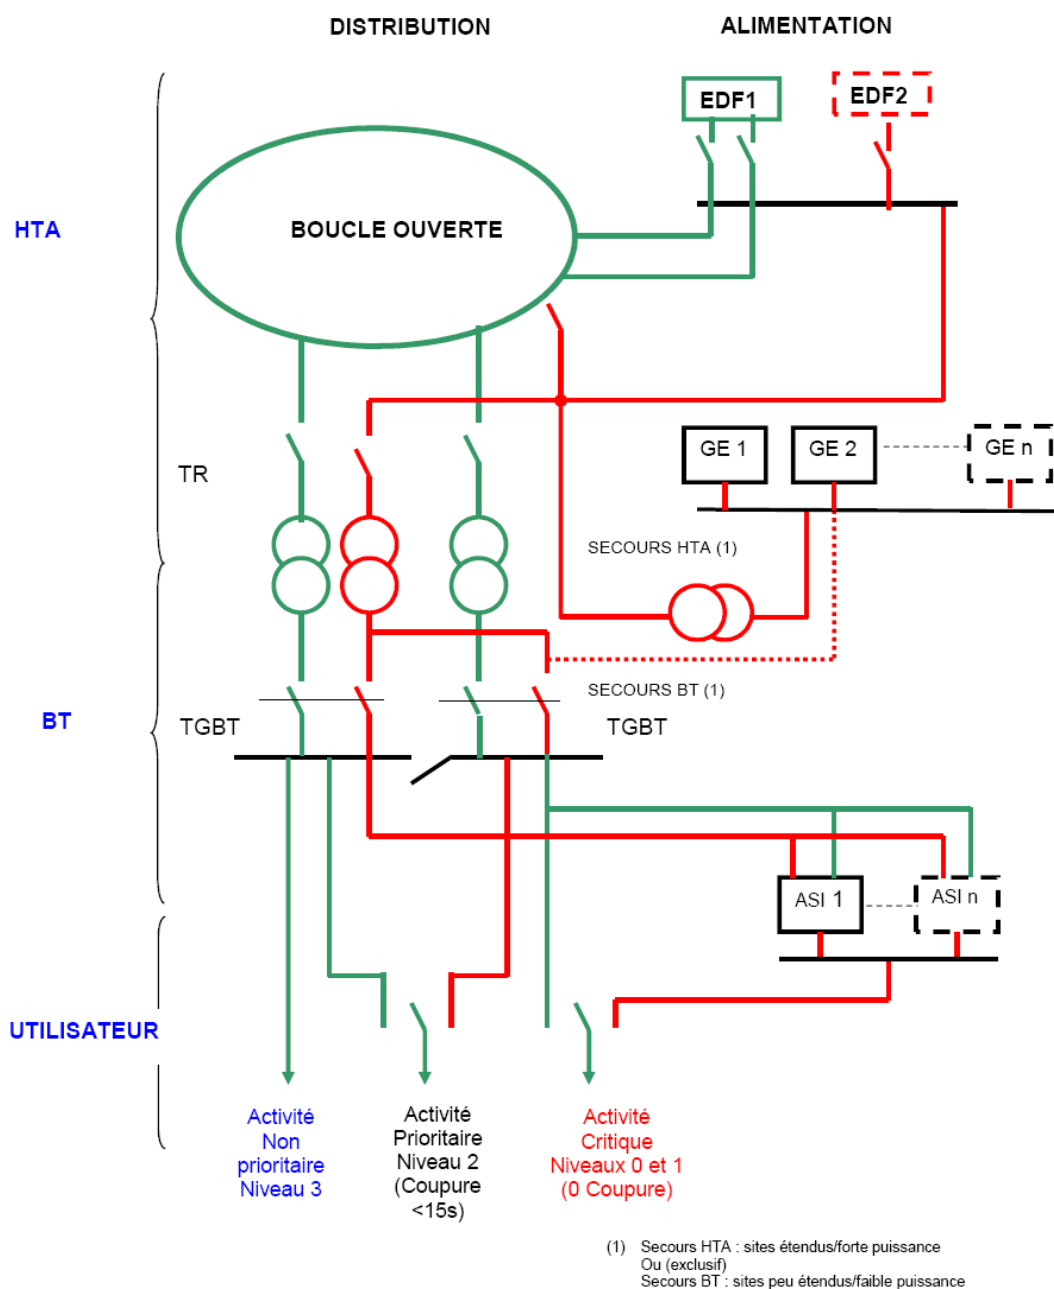 DISTRIBUTION
ALIMENTATION
EDF1
EDF2
HTA
BOUCLE OUVERTE
GE 1
GE 2
GE n
TR
SECOURS HTA (1)
SECOURS BT (1)
BT
TGBT
TGBT
ASI 1
ASI n
UTILISATEUR
Activité
Non
prioritaire
Niveau 3
Activité
Prioritaire
Niveau 2
(Coupure
<15s)
Activité
Critique
Niveaux 0 et 1
(0 Coupure)
(1) Secours HTA : sites étendus/forte puissance
Ou (exclusif)
Secours BT : sites peu étendus/faible puissance